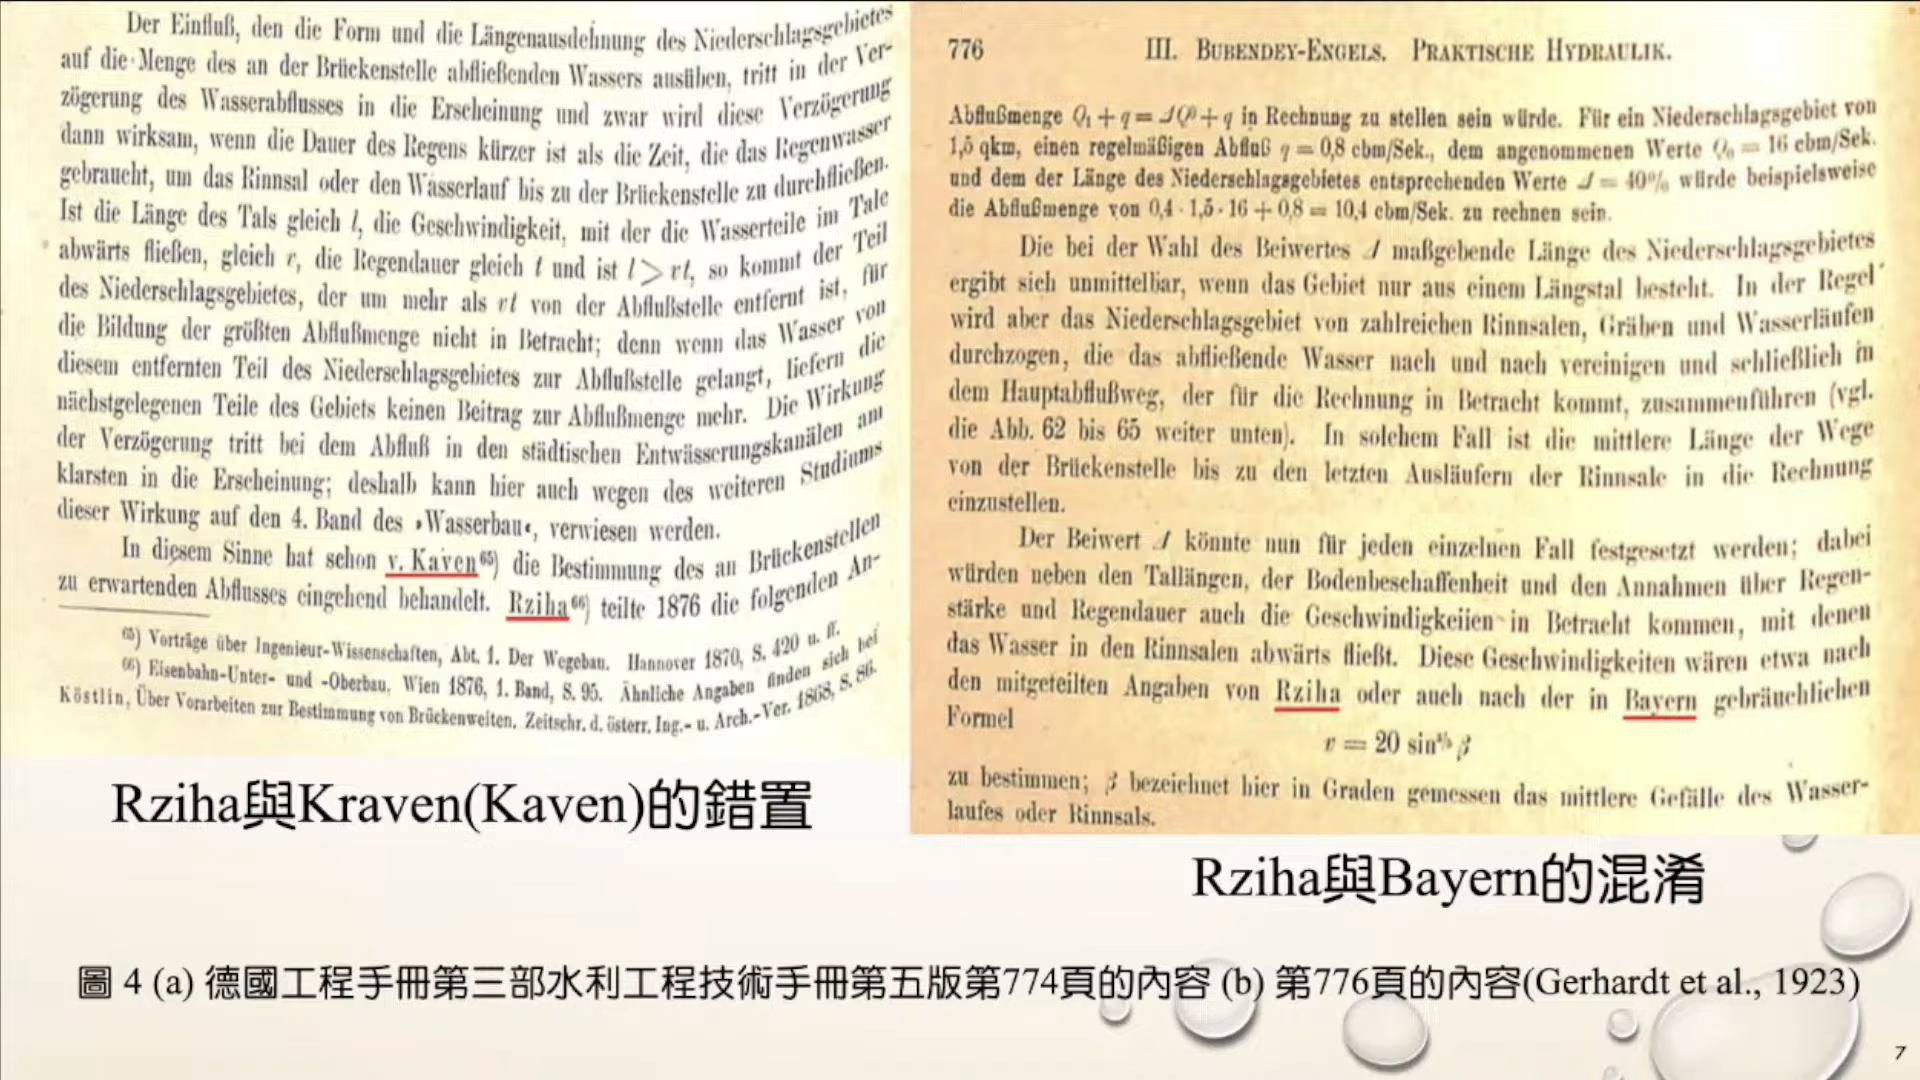 Der Einfluß, den die Form und die Längenausdehnung des Niederschlagsgebietes
auf die Menge des an der Brückenstelle abfließenden Wassers ausüben, tritt in der Ver-
zögerung des Wasserabflusses in die Erscheinung und zwar wird diese Verzögerung
dann wirksam, wenn die Dauer des Regens kürzer ist als die Zeit, die das Regenwasser
gebraucht, um das Rinnsal oder den Wasserlauf bis zu der Brückenstelle zu durchfließen.
Ist die Länge des Tals gleich l, die Geschwindigkeit, mit der die Wasserteile im Tale
abwärts fließen, gleich v, die Regendauer gleich t und ist l > vt, so kommt der Teil
des Niederschlagsgebietes, der um mehr als vt von der Abflußstelle entfernt ist, für
die Bildung der größten Abflußmenge nicht in Betracht; denn wenn das Wasser von
diesem entfernten Teil des Niederschlagsgebietes zur Abflußstelle gelangt, liefern die
nächstgelegenen Teile des Gebiets keinen Beitrag zur Abflußmenge mehr. Die Wirkung
der Verzögerung tritt bei dem Abfluß in den städtischen Entwässerungskanälen am
klarsten in die Erscheinung; deshalb kann hier auch wegen des weiteren Studiums
dieser Wirkung auf den 4. Band des »Wasserbau«, verwiesen werden.
In diesem Sinne hat schon v. Kaven⁶⁵) die Bestimmung des an Brückenstellen
zu erwartenden Abflusses eingehend behandelt. Rziha⁶⁶) teilte 1876 die folgenden An-
⁶⁵) Vorträge über Ingenieur-Wissenschaften, Abt. 1. Der Wegebau. Hannover 1870, S. 420 u. ff.
⁶⁶) Eisenbahn-Unter- und -Oberbau. Wien 1876, 1. Band, S. 95. Ähnliche Angaben finden sich bei
Köstlin, Über Vorarbeiten zur Bestimmung von Brückenweiten. Zeitschr. d. österr. Ing.- u. Arch.-Ver. 1868, S. 86.
Rziha與Kraven(Kaven)的錯置
776 III. BUBENDEY-ENGELS. PRAKTISCHE HYDRAULIK.
Abflußmenge Q₁ + q = ΔQ⁰ + q in Rechnung zu stellen sein würde. Für ein Niederschlagsgebiet von
1,5 qkm, einen regelmäßigen Abfluß q = 0,8 cbm/Sek., dem angenommenen Werte Q₀ = 16 cbm/Sek.
und dem der Länge des Niederschlagsgebietes entsprechenden Werte Δ = 40% würde beispielsweise
die Abflußmenge von 0,4 · 1,5 · 16 + 0,8 = 10,4 cbm/Sek. zu rechnen sein.
Die bei der Wahl des Beiwertes Δ maßgebende Länge des Niederschlagsgebietes
ergibt sich unmittelbar, wenn das Gebiet nur aus einem Längstal besteht. In der Regel
wird aber das Niederschlagsgebiet von zahlreichen Rinnsalen, Gräben und Wasserläufen
durchzogen, die das abfließende Wasser nach und nach vereinigen und schließlich in
dem Hauptabflußweg, der für die Rechnung in Betracht kommt, zusammenführen (vgl.
die Abb. 62 bis 65 weiter unten). In solchem Fall ist die mittlere Länge der Wege
von der Brückenstelle bis zu den letzten Ausläufern der Rinnsale in die Rechnung
einzustellen.
Der Beiwert Δ könnte nun für jeden einzelnen Fall festgesetzt werden; dabei
würden neben den Tallängen, der Bodenbeschaffenheit und den Annahmen über Regen-
stärke und Regendauer auch die Geschwindigkeiien in Betracht kommen, mit denen
das Wasser in den Rinnsalen abwärts fließt. Diese Geschwindigkeiten wären etwa nach
den mitgeteilten Angaben von Rziha oder auch nach der in Bayern gebräuchlichen
Formel
v = 20 sin³ᐟ⁵ β
zu bestimmen; β bezeichnet hier in Graden gemessen das mittlere Gefälle des Wasser-
laufes oder Rinnsals.
Rziha與Bayern的混淆
圖 4 (a) 德國工程手冊第三部水利工程技術手冊第五版第774頁的內容 (b) 第776頁的內容(Gerhardt et al., 1923)
7